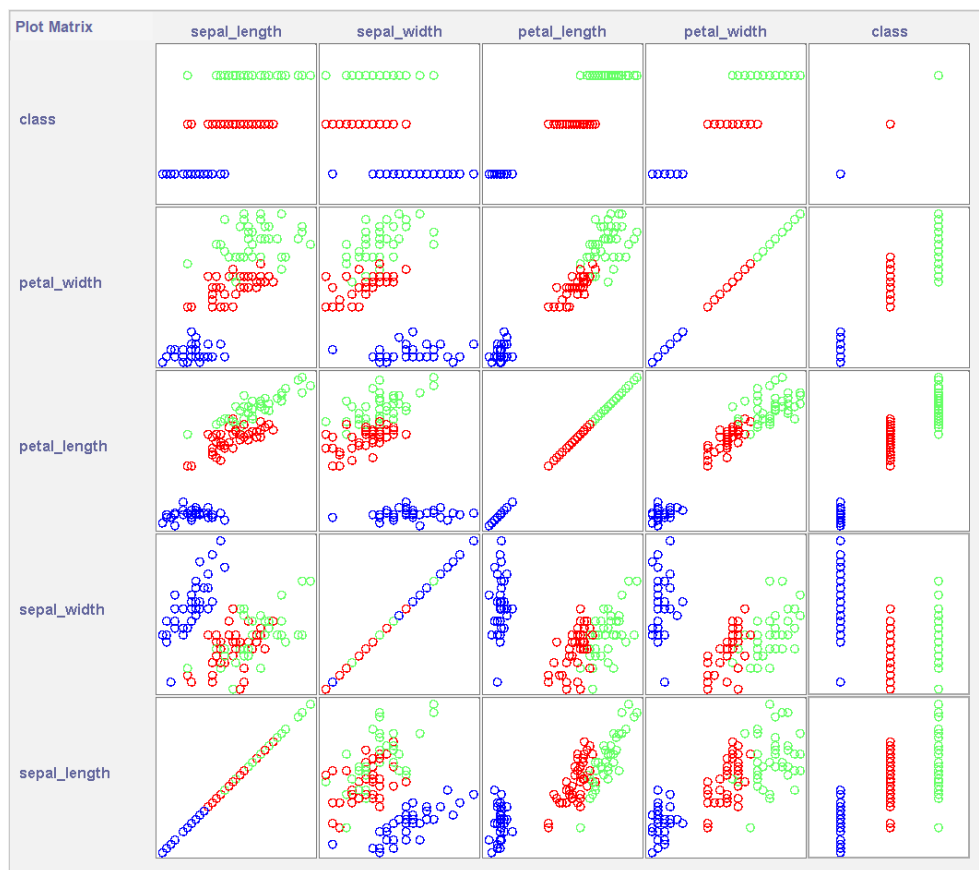 Plot Matrix
sepal_length sepal_width petal_length petal_width class
class
petal_width
petal_length
sepal_width
sepal_length